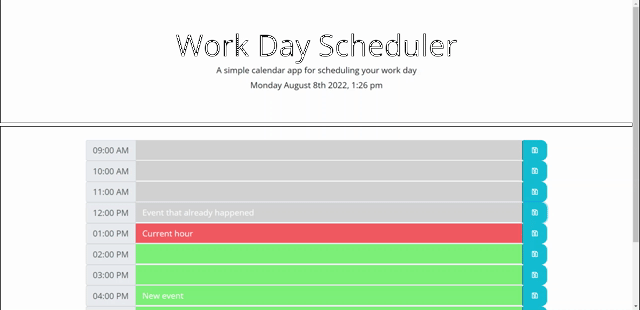 Work Day Scheduler
A simple calendar app for scheduling your work day
Monday August 8th 2022, 1:26 pm
09:00 AM
10:00 AM
11:00 AM
12:00 PM Event that already happened
01:00 PM Current hour
02:00 PM
03:00 PM
04:00 PM New event